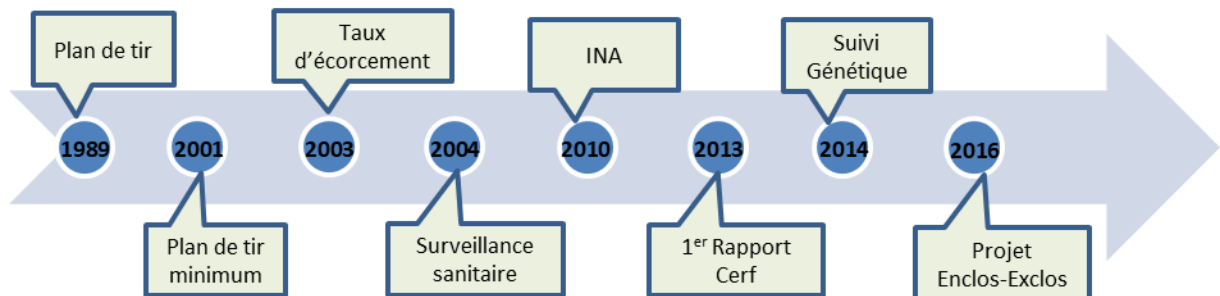 Plan de tir
Taux
d'écorcement
INA
Suivi
Génétique
1989
2001
2003
2004
2010
2013
2014
2016
Plan de tir
minimum
Surveillance
sanitaire
1er Rapport
Cerf
Projet
Enclos-Exclos